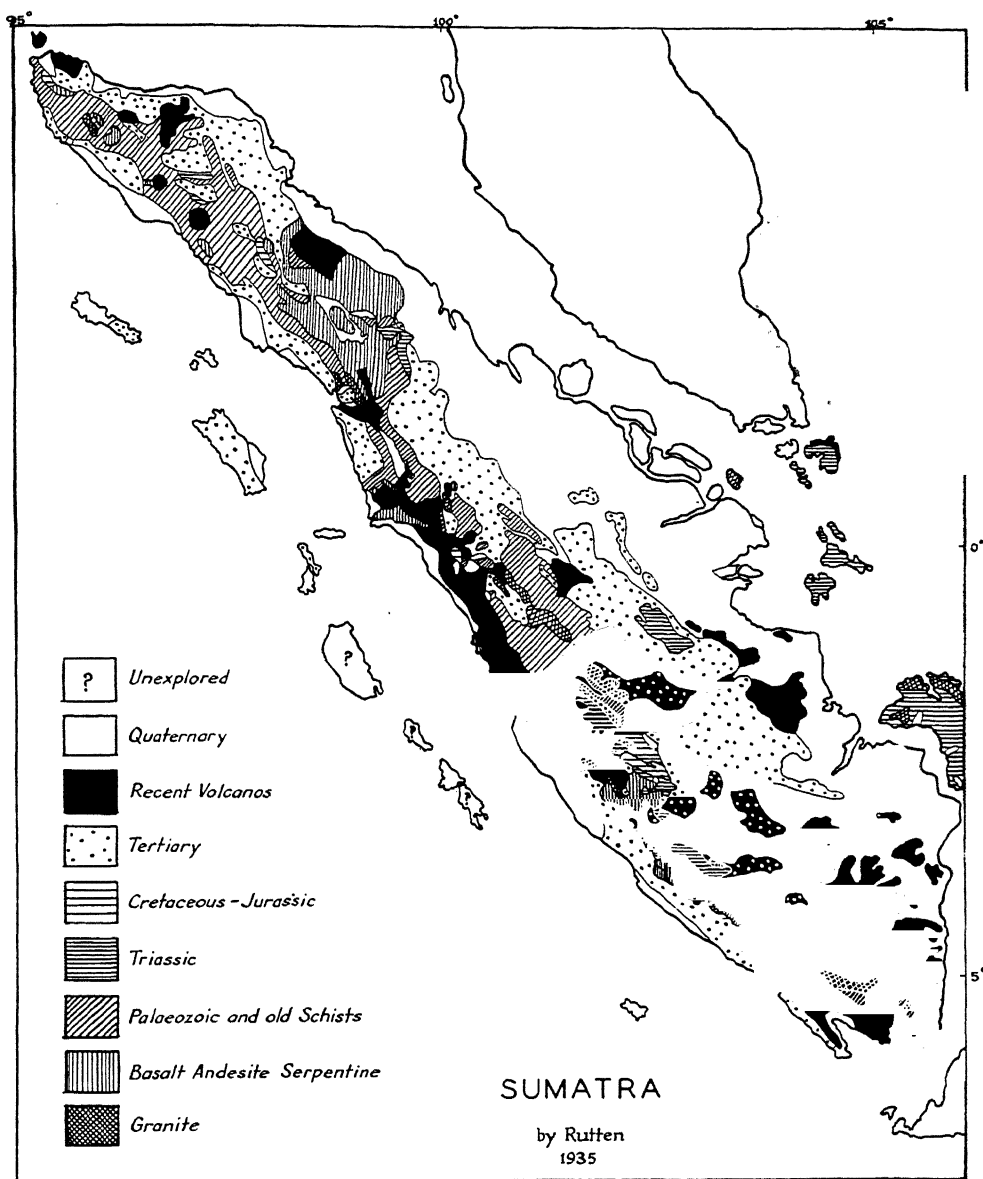 95° 100° 105°
0°
?
?
?
? Unexplored
Quaternary
Recent Volcanos
Tertiary
Cretaceous - Jurassic
Triassic
5°
Palaeozoic and old Schists
Basalt Andesite Serpentine
Granite
SUMATRA
by Rutten
1935